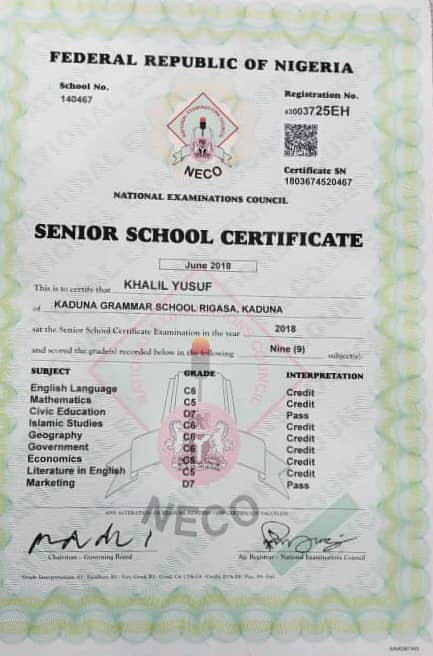 FEDERAL REPUBLIC OF NIGERIA
School No.
140467
Registration No.
3725EH
NECO
Certificate SN
1803674520467
NATIONAL EXAMINATIONS COUNCIL
SENIOR SCHOOL CERTIFICATE
June 2018
This is to certify that KHALIL YUSUF
of KADUNA GRAMMAR SCHOOL RIGASA, KADUNA
sat the Senior School Certificate Examination in the year 2018
and scored the grade(s) recorded below in the following Nine (9) subject(s):
SUBJECT GRADE INTERPRETATION
English Language C6 Credit
Mathematics C5 Credit
Civic Education D7 Pass
Islamic Studies C6 Credit
Geography C6 Credit
Government C6 Credit
Economics Credit
Literature in English C5 Credit
Marketing D7 Pass
NECO
Chairman – Governing Board
Ag. Registrar – National Examinations Council